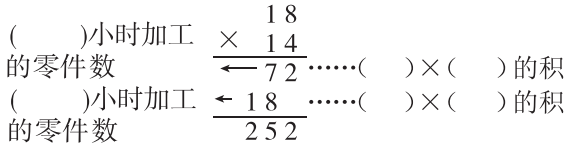 18
(    )小时加工 × 14
的零件数 ←72 ……(   )×(   )的积
(    )小时加工 ←18 ……(   )×(   )的积
的零件数 252